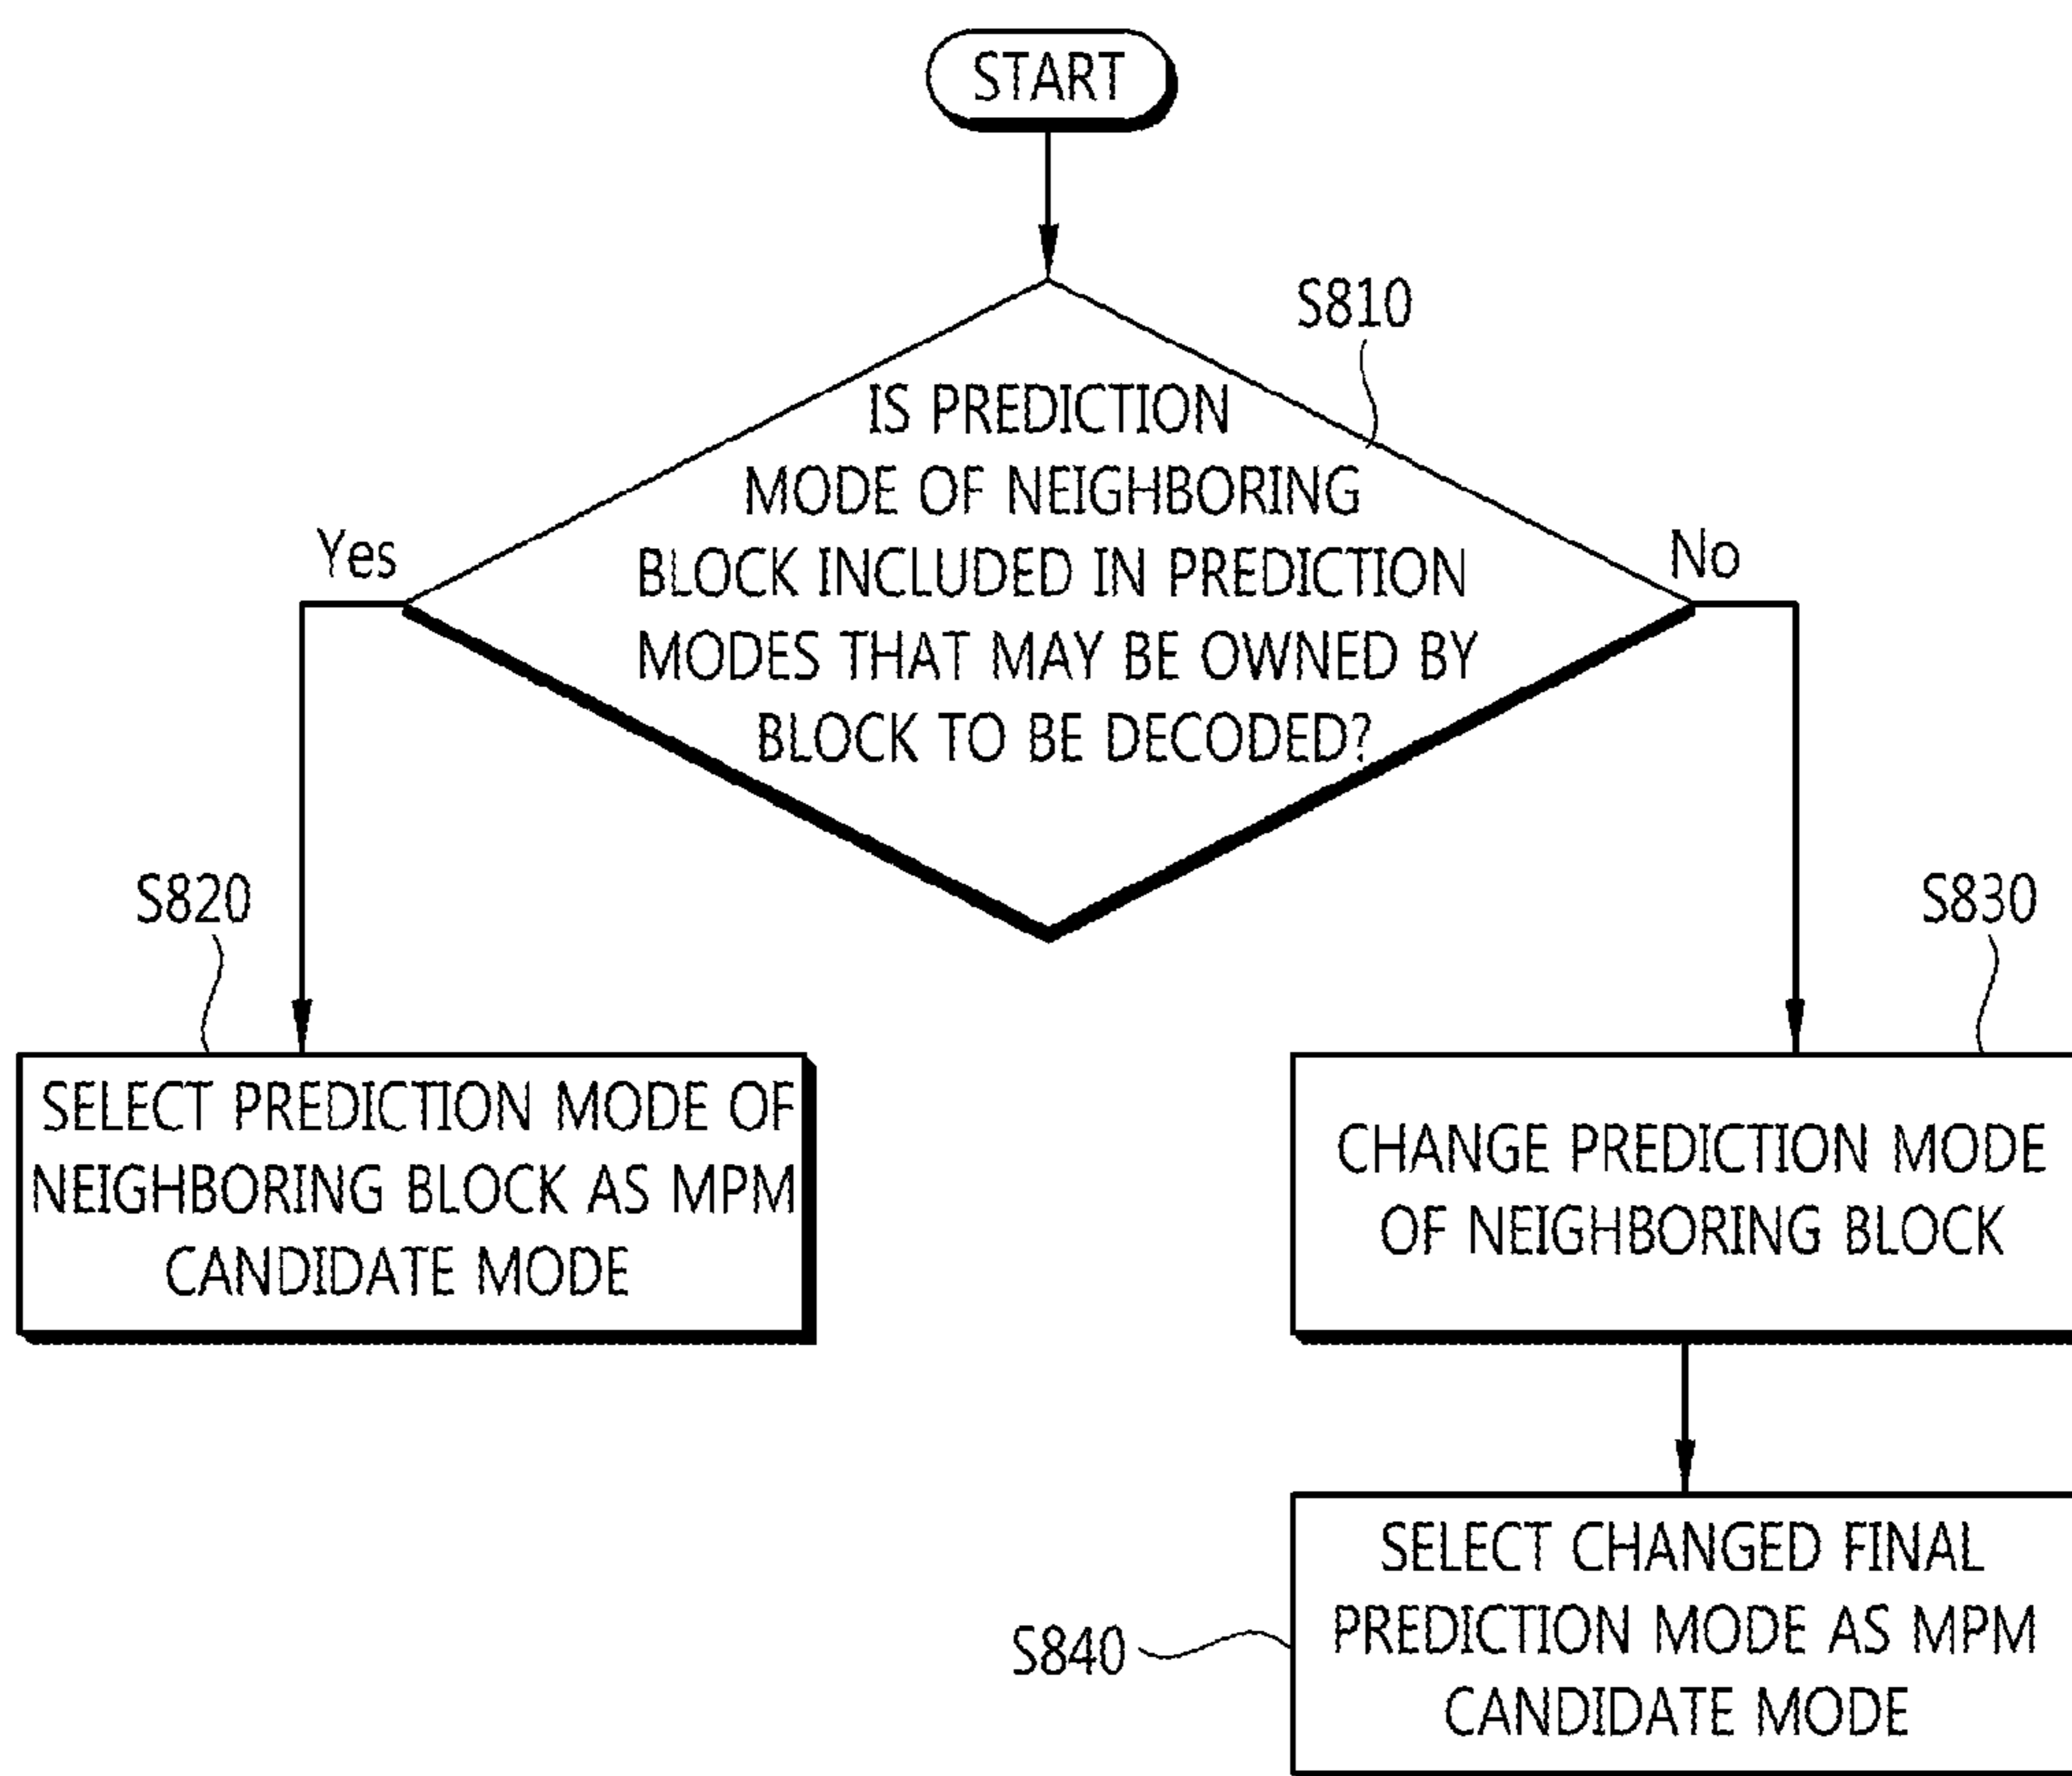 START
S810
IS PREDICTION
MODE OF NEIGHBORING
BLOCK INCLUDED IN PREDICTION
MODES THAT MAY BE OWNED BY
BLOCK TO BE DECODED?
Yes
No
S820
SELECT PREDICTION MODE OF
NEIGHBORING BLOCK AS MPM
CANDIDATE MODE
S830
CHANGE PREDICTION MODE
OF NEIGHBORING BLOCK
S840
SELECT CHANGED FINAL
PREDICTION MODE AS MPM
CANDIDATE MODE